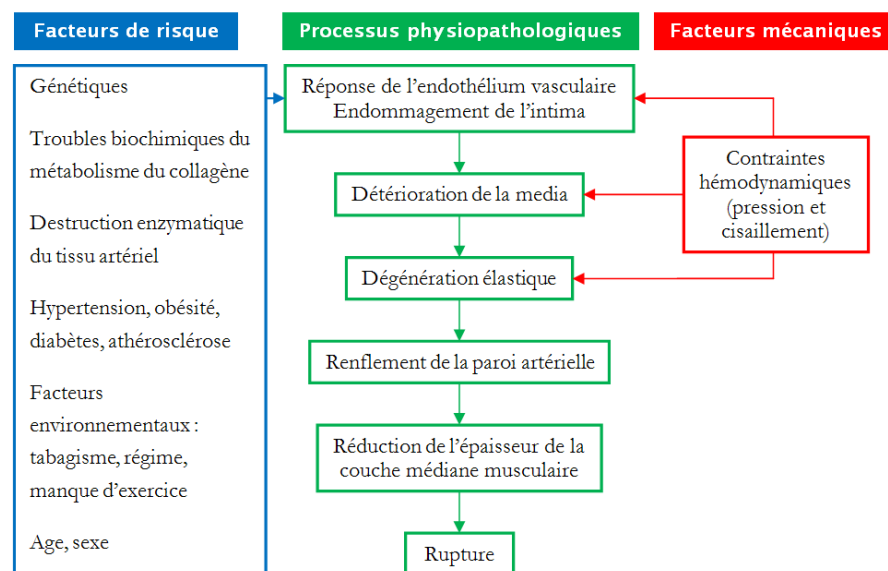 Facteurs de risque
Génétiques
Troubles biochimiques du
métabolisme du collagène
Destruction enzymatique
du tissu artériel
Hypertension, obésité,
diabètes, athérosclérose
Facteurs
environnementaux :
tabagisme, régime,
manque d'exercice
Age, sexe
Processus physiopathologiques
Réponse de l'endothélium vasculaire
Endommagement de l'intima
Détérioration de la media
Dégénération élastique
Renflement de la paroi artérielle
Réduction de l'épaisseur de la
couche médiane musculaire
Rupture
Facteurs mécaniques
Contraintes
hémodynamiques
(pression et
cisaillement)